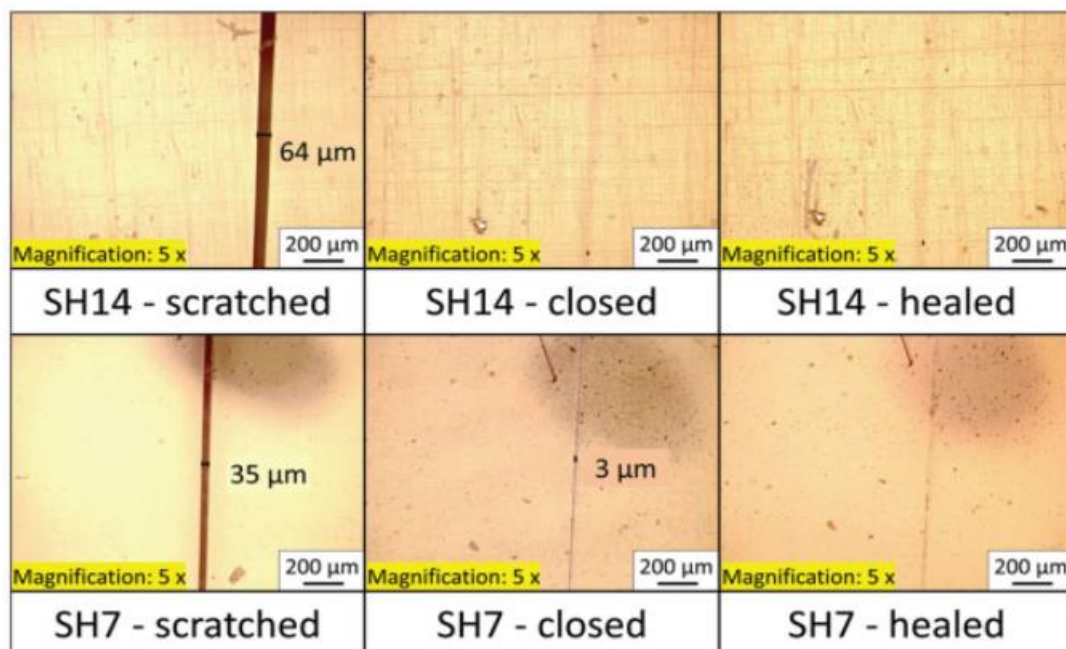 64 µm
Magnification: 5 x
200 µm
Magnification: 5 x
200 µm
Magnification: 5 x
200 µm
SH14 - scratched
SH14 - closed
SH14 - healed
35 µm
Magnification: 5 x
200 µm
3 µm
Magnification: 5 x
200 µm
Magnification: 5 x
200 µm
SH7 - scratched
SH7 - closed
SH7 - healed